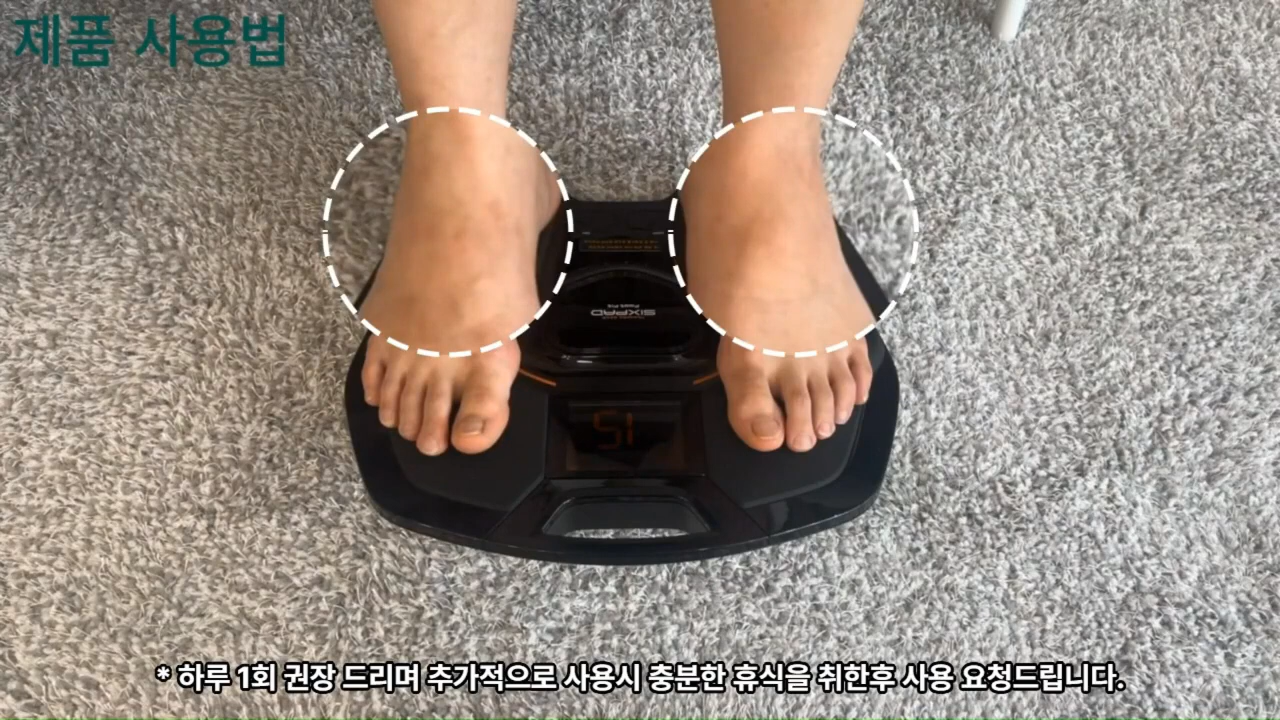 제품 사용법
SIXPAD
Foot Fit
15
* 하루 1회 권장 드리며 추가적으로 사용시 충분한 휴식을 취한후 사용 요청드립니다.